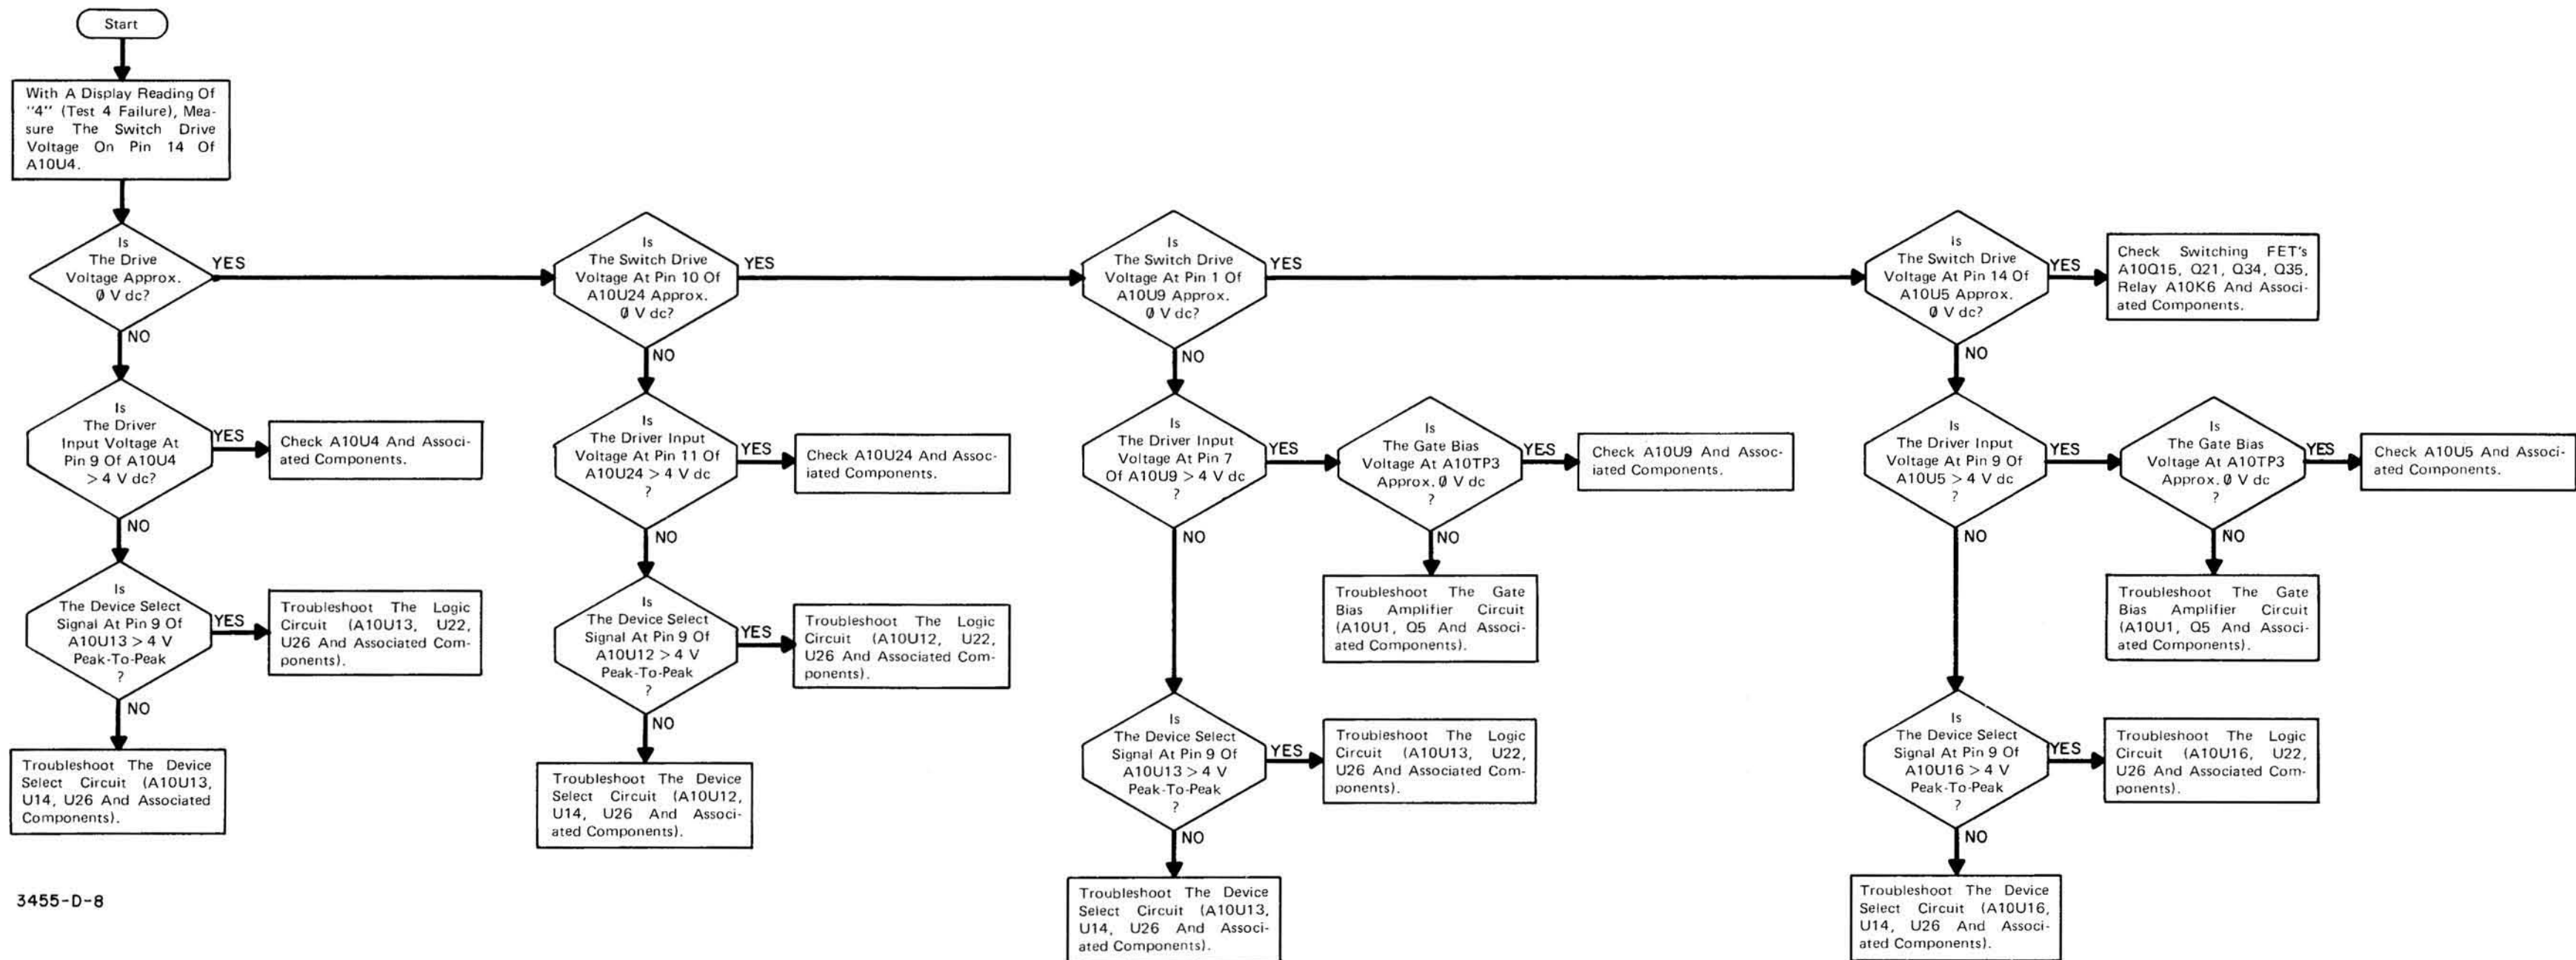 Start
With A Display Reading Of
"4" (Test 4 Failure), Mea-
sure The Switch Drive
Voltage On Pin 14 Of
A10U4.
Is
The Drive
Voltage Approx.
0 V dc?
YES
NO
Is
The Driver
Input Voltage At
Pin 9 Of A10U4
> 4 V dc?
YES
Check A10U4 And Associ-
ated Components.
NO
Is
The Device Select
Signal At Pin 9 Of
A10U13 > 4 V
Peak-To-Peak
?
YES
Troubleshoot The Logic
Circuit (A10U13, U22,
U26 And Associated Com-
ponents).
NO
Troubleshoot The Device
Select Circuit (A10U13,
U14, U26 And Associated
Components).
Is
The Switch Drive
Voltage At Pin 10 Of
A10U24 Approx.
0 V dc?
YES
NO
Is
The Driver Input
Voltage At Pin 11 Of
A10U24 > 4 V dc
?
YES
Check A10U24 And Assoc-
iated Components.
NO
Is
The Device Select
Signal At Pin 9 Of
A10U12 > 4 V
Peak-To-Peak
?
YES
Troubleshoot The Logic
Circuit (A10U12, U22,
U26 And Associated Com-
ponents).
NO
Troubleshoot The Device
Select Circuit (A10U12,
U14, U26 And Associ-
ated Components).
Is
The Switch Drive
Voltage At Pin 1 Of
A10U9 Approx.
0 V dc?
YES
NO
Is
The Driver Input
Voltage At Pin 7
Of A10U9 > 4 V dc
?
YES
Is
The Gate Bias
Voltage At A10TP3
Approx. 0 V dc
?
YES
Check A10U9 And Assoc-
iated Components.
NO
Troubleshoot The Gate
Bias Amplifier Circuit
(A10U1, Q5 And Associ-
ated Components).
NO
Is
The Device Select
Signal At Pin 9 Of
A10U13 > 4 V
Peak-To-Peak
?
YES
Troubleshoot The Logic
Circuit (A10U13, U22,
U26 And Associated Com-
ponents).
NO
Troubleshoot The Device
Select Circuit (A10U13,
U14, U26 And Associ-
ated Components).
Is
The Switch Drive
Voltage At Pin 14 Of
A10U5 Approx.
0 V dc?
YES
Check Switching FET's
A10Q15, Q21, Q34, Q35,
Relay A10K6 And Associ-
ated Components.
NO
Is
The Driver Input
Voltage At Pin 9 Of
A10U5 > 4 V dc
?
YES
Is
The Gate Bias
Voltage At A10TP3
Approx. 0 V dc
?
YES
Check A10U5 And Associ-
ated Components.
NO
Troubleshoot The Gate
Bias Amplifier Circuit
(A10U1, Q5 And Associ-
ated Components).
NO
Is
The Device Select
Signal At Pin 9 Of
A10U16 > 4 V
Peak-To-Peak
?
YES
Troubleshoot The Logic
Circuit (A10U16, U22,
U26 And Associated Com-
ponents).
NO
Troubleshoot The Device
Select Circuit (A10U16,
U14, U26 And Associ-
ated Components).
3455-D-8